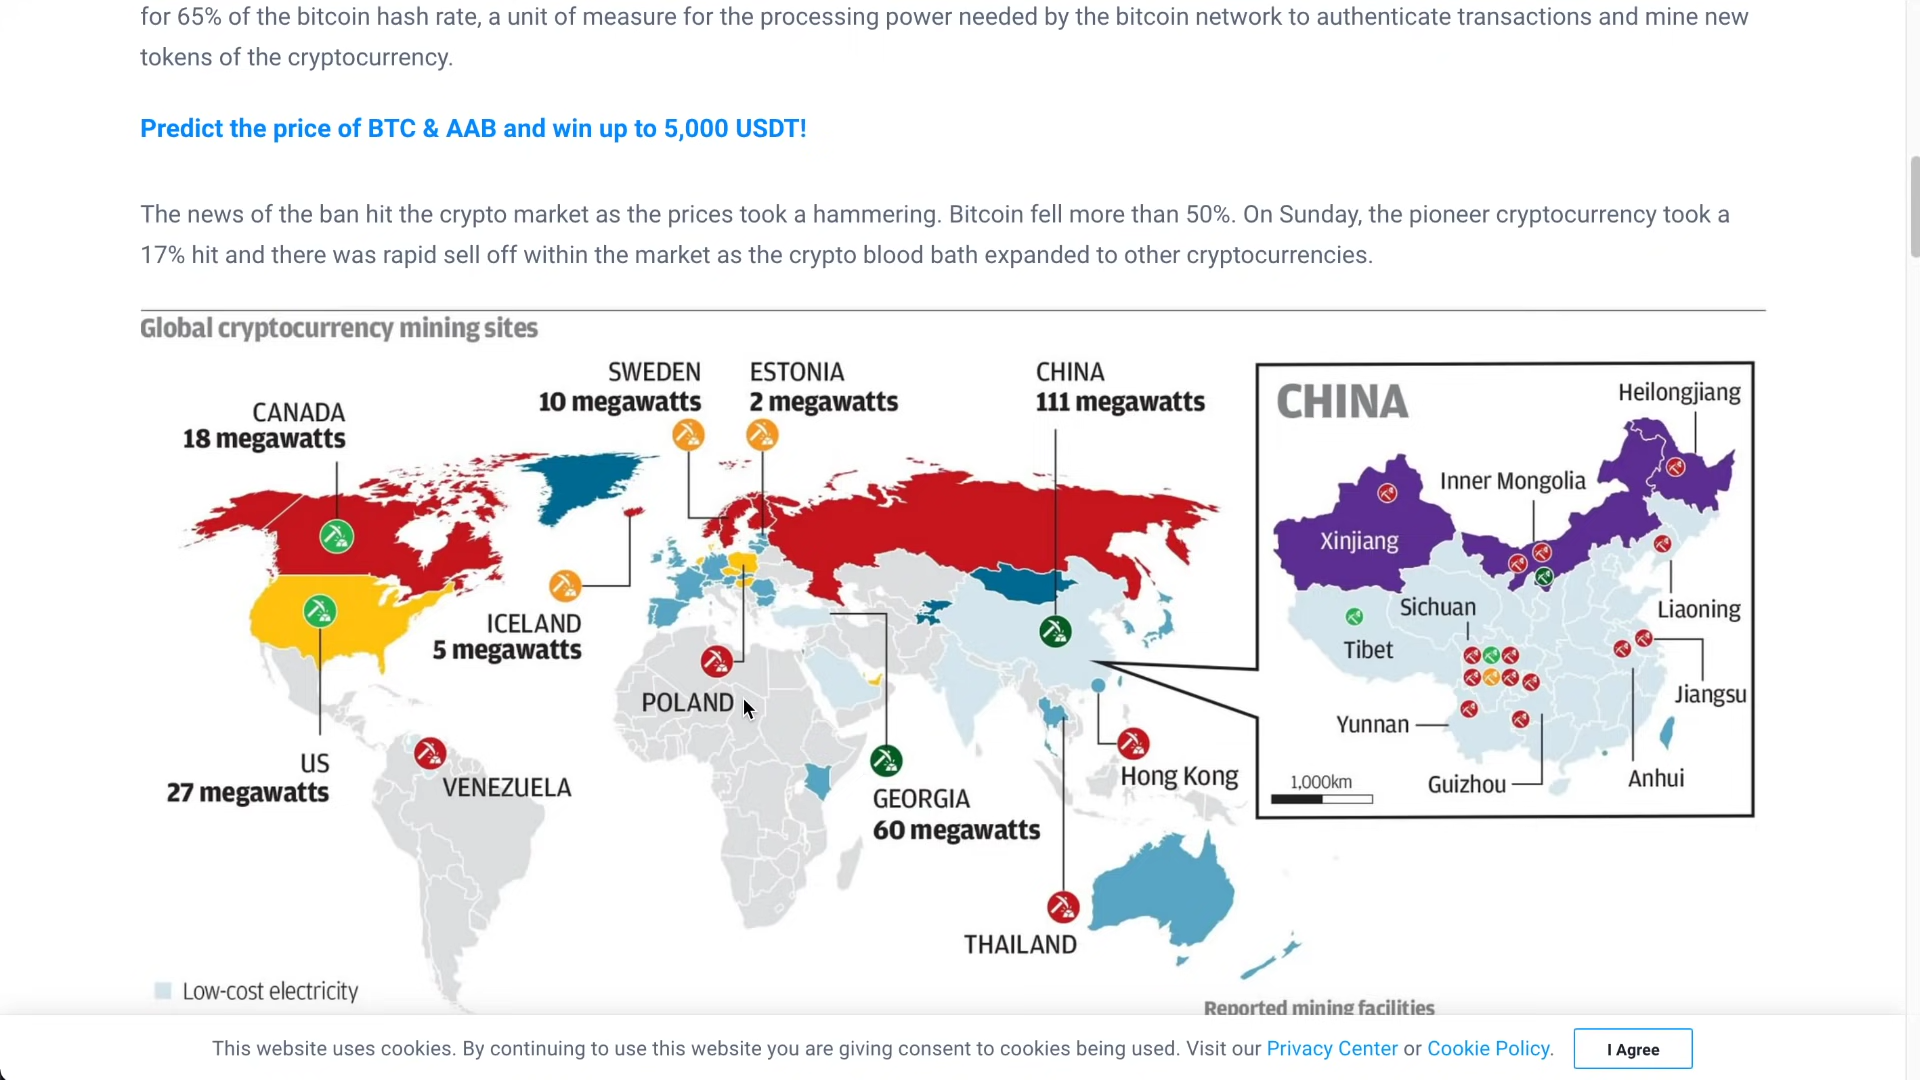 for 65% of the bitcoin hash rate, a unit of measure for the processing power needed by the bitcoin network to authenticate transactions and mine new
tokens of the cryptocurrency.
Predict the price of BTC & AAB and win up to 5,000 USDT!
The news of the ban hit the crypto market as the prices took a hammering. Bitcoin fell more than 50%. On Sunday, the pioneer cryptocurrency took a
17% hit and there was rapid sell off within the market as the crypto blood bath expanded to other cryptocurrencies.
Global cryptocurrency mining sites
CANADA
18 megawatts
SWEDEN
10 megawatts
ESTONIA
2 megawatts
CHINA
111 megawatts
ICELAND
5 megawatts
US
27 megawatts
VENEZUELA
POLAND
GEORGIA
60 megawatts
Hong Kong
THAILAND
CHINA
Heilongjiang
Inner Mongolia
Xinjiang
Sichuan
Liaoning
Tibet
Jiangsu
Yunnan
Guizhou
Anhui
1,000km
Low-cost electricity
Reported mining facilities
This website uses cookies. By continuing to use this website you are giving consent to cookies being used. Visit our Privacy Center or Cookie Policy.
I Agree